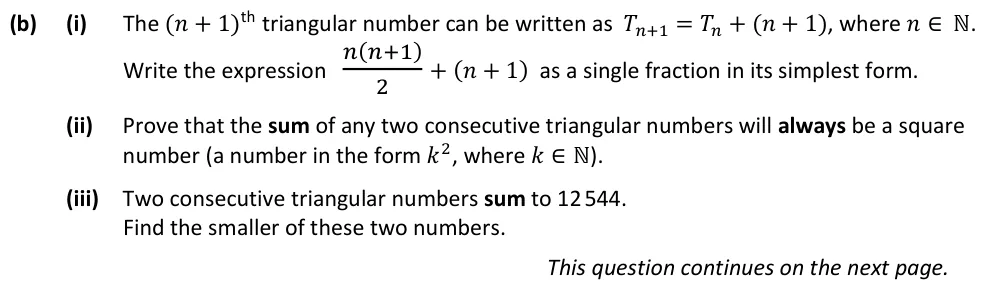 (b) (i) The (n + 1)ᵗʰ triangular number can be written as Tₙ₊₁ = Tₙ + (n + 1), where n ∈ ℕ.
Write the expression n(n+1)/2 + (n + 1) as a single fraction in its simplest form.
(ii) Prove that the sum of any two consecutive triangular numbers will always be a square
number (a number in the form k², where k ∈ ℕ).
(iii) Two consecutive triangular numbers sum to 12 544.
Find the smaller of these two numbers.
This question continues on the next page.